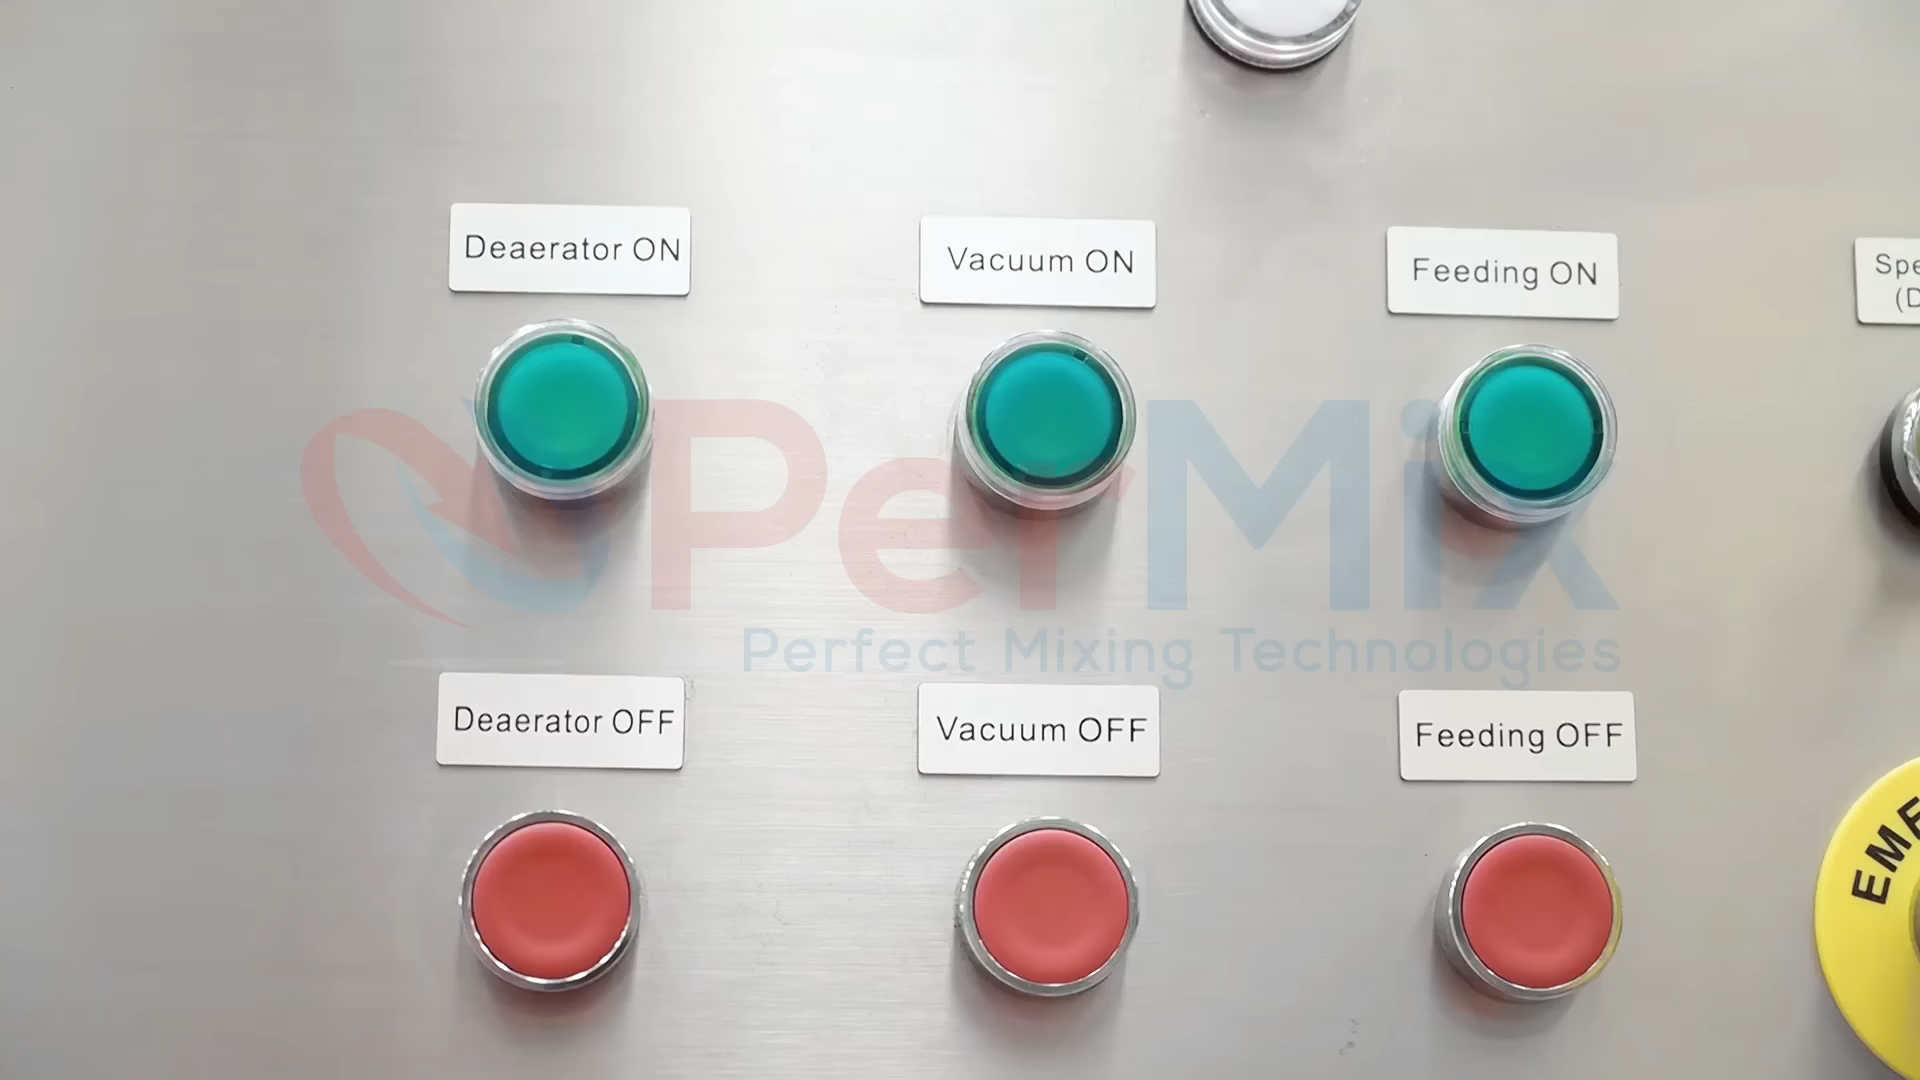 Deaerator ON
Vacuum ON
Feeding ON
PerMix
Perfect Mixing Technologies
Deaerator OFF
Vacuum OFF
Feeding OFF